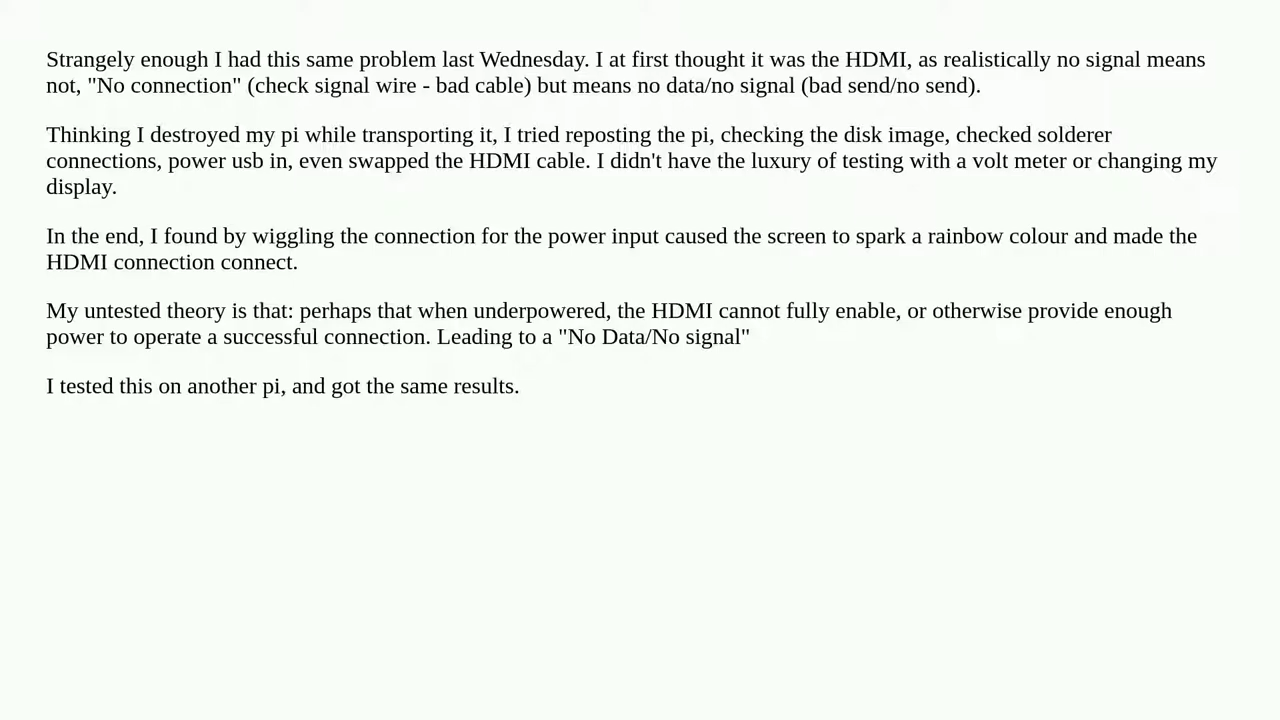 Strangely enough I had this same problem last Wednesday. I at first thought it was the HDMI, as realistically no signal means
not, "No connection" (check signal wire - bad cable) but means no data/no signal (bad send/no send).
Thinking I destroyed my pi while transporting it, I tried reposting the pi, checking the disk image, checked solderer
connections, power usb in, even swapped the HDMI cable. I didn't have the luxury of testing with a volt meter or changing my
display.
In the end, I found by wiggling the connection for the power input caused the screen to spark a rainbow colour and made the
HDMI connection connect.
My untested theory is that: perhaps that when underpowered, the HDMI cannot fully enable, or otherwise provide enough
power to operate a successful connection. Leading to a "No Data/No signal"
I tested this on another pi, and got the same results.